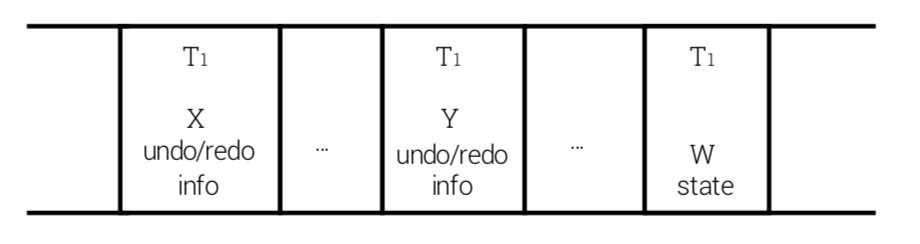 T1
X
undo/redo
info
...
T1
Y
undo/redo
info
...
T1
W
state